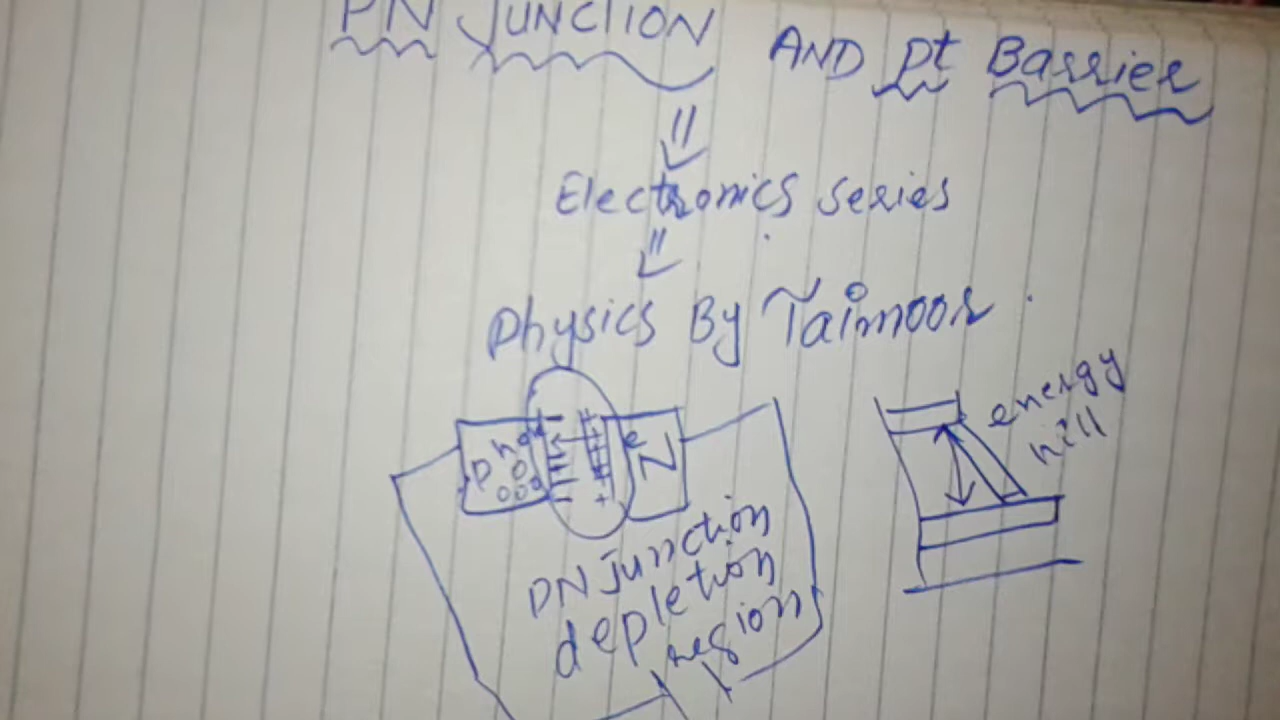 PN JUNCTION AND Pt Barrier
Electronics series
Physics By Taimoor
energy
hill
P
e
N
PN junction
depletion
region